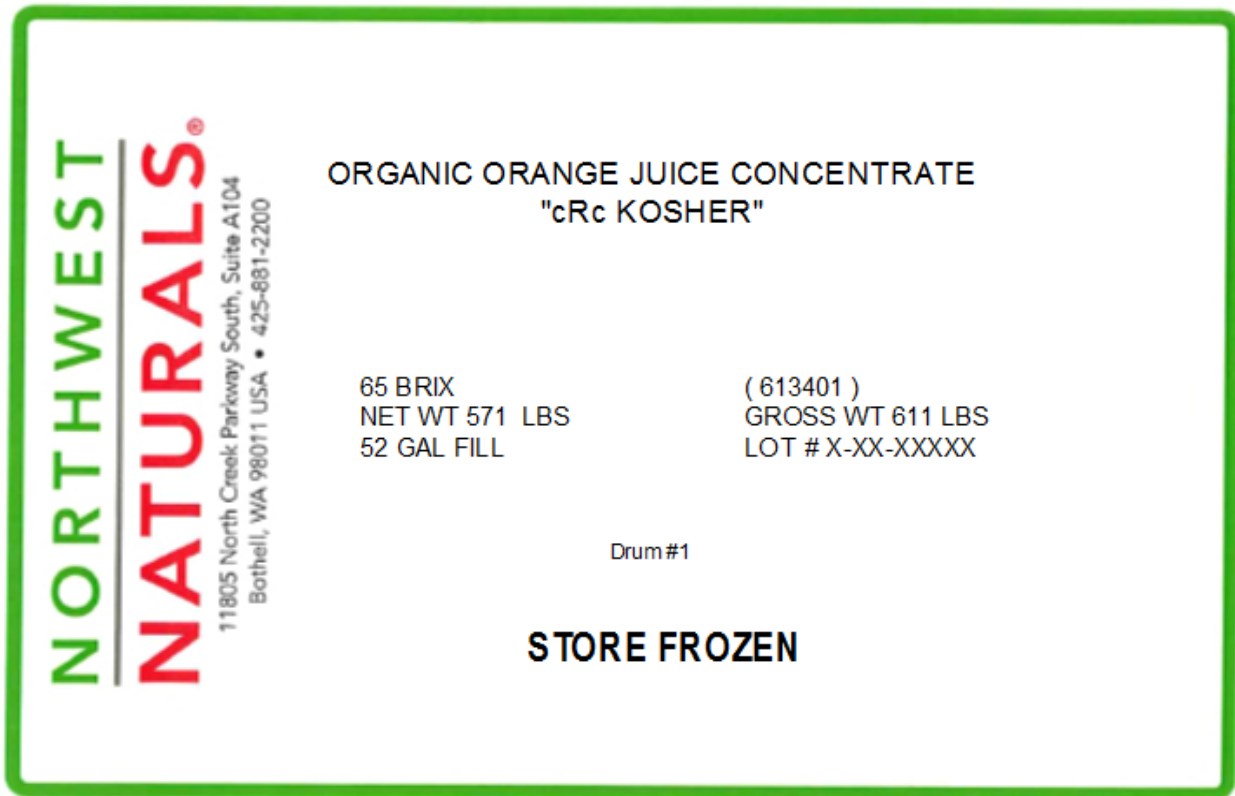 NORTHWEST
NATURALS®
11805 North Creek Parkway South, Suite A104
Bothell, WA 98011 USA • 425-881-2200
ORGANIC ORANGE JUICE CONCENTRATE
"cRc KOSHER"
65 BRIX ( 613401 )
NET WT 571 LBS GROSS WT 611 LBS
52 GAL FILL LOT # X-XX-XXXXX
Drum #1
STORE FROZEN